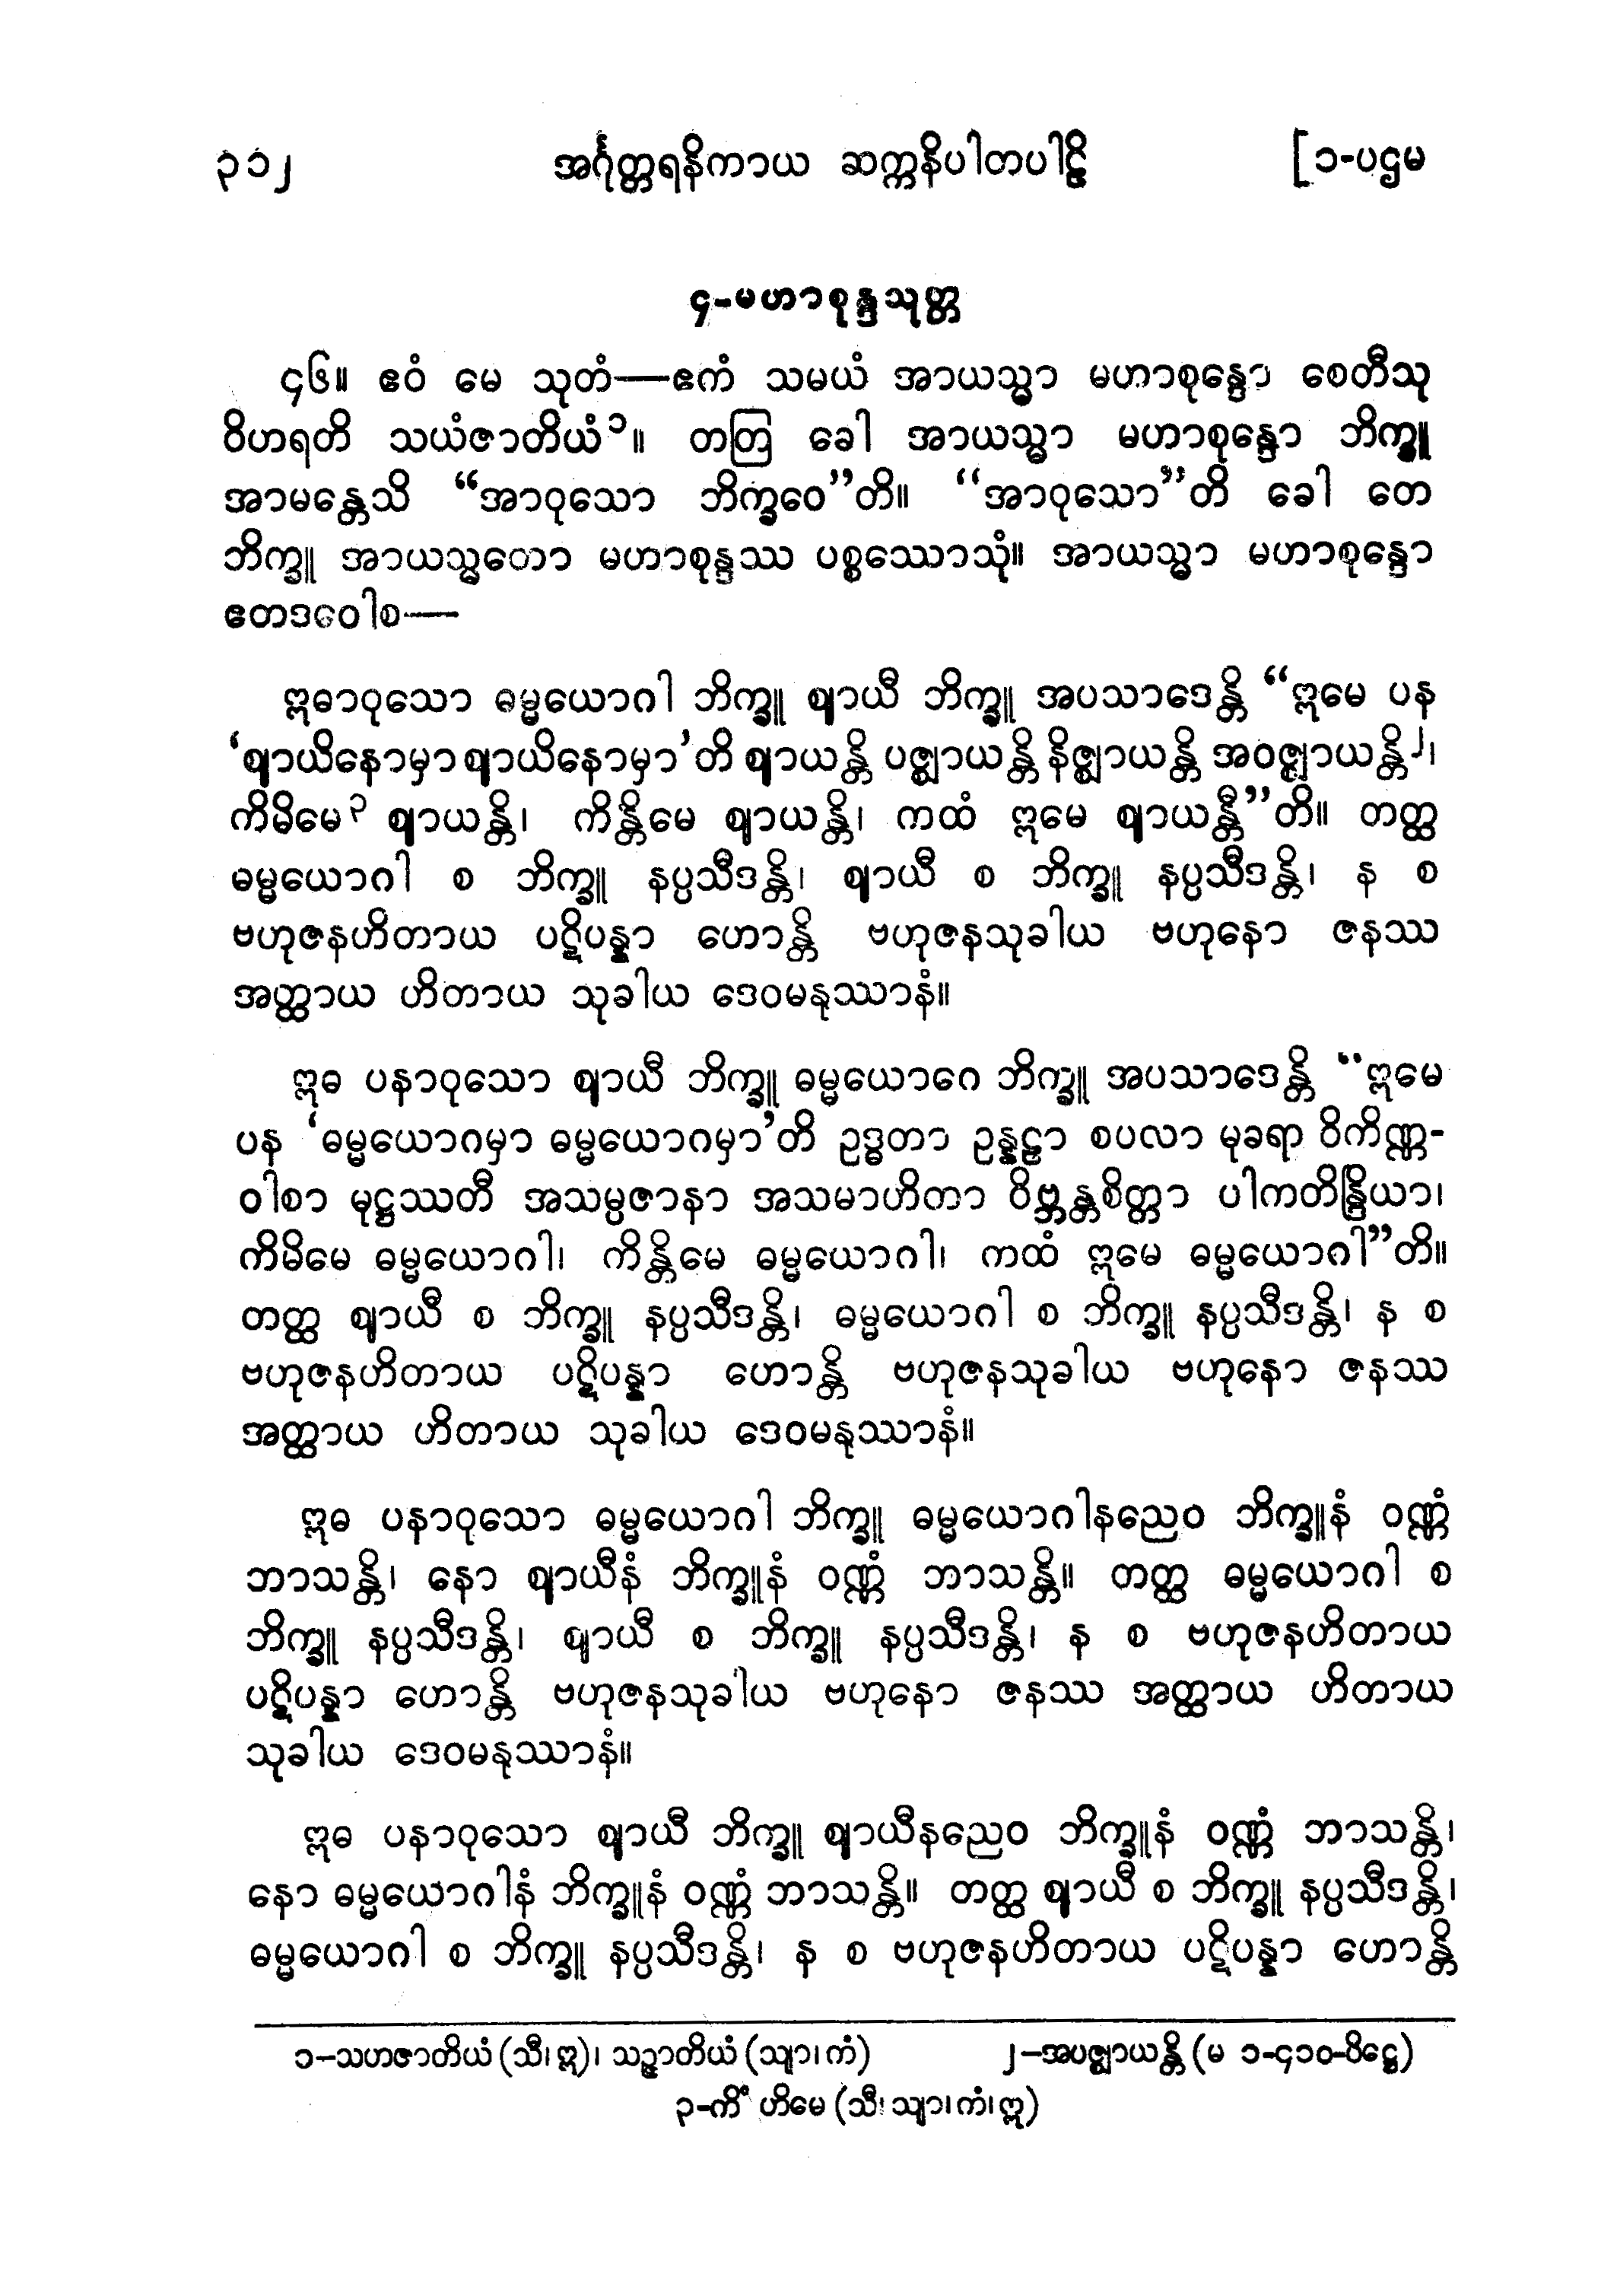 ၃၁၂ အင်္ဂုတ္တရနိကာယ ဆက္ကနိပါတပါဠိ [၁-ပဌမ
၄-မဟာစုန္ဒသုတ္တ
၄၆။ ဧဝံ မေ သုတံ—ဧကံ သမယံ အာယသ္မာ မဟာစုန္ဒော စေတီသု
ဝိဟရတိ သယံဇာတိယံ၁။ တတြ ခေါ အာယသ္မာ မဟာစုန္ဒော ဘိက္ခူ
အာမန္တေသိ “အာဝုသော ဘိက္ခဝေ”တိ။ “အာဝုသော”တိ ခေါ တေ
ဘိက္ခူ အာယသ္မတော မဟာစုန္ဒဿ ပစ္စဿောသုံ။ အာယသ္မာ မဟာစုန္ဒော
ဧတဒဝေါစ—
ဣဓာဝုသော ဓမ္မယောဂါ ဘိက္ခူ ဈာယီ ဘိက္ခူ အပသာဒေန္တိ “ဣမေ ပန
‘ဈာယိနောမှာ ဈာယိနောမှာ’တိ ဈာယန္တိ ပဇ္ဈာယန္တိ နိဇ္ဈာယန္တိ အဝဇ္ဈာယန္တိ၂၊
ကိမိမေ၃ ဈာယန္တိ၊ ကိန္တိမေ ဈာယန္တိ၊ ကထံ ဣမေ ဈာယန္တီ”တိ။ တတ္ထ
ဓမ္မယောဂါ စ ဘိက္ခူ နပ္ပသီဒန္တိ၊ ဈာယီ စ ဘိက္ခူ နပ္ပသီဒန္တိ၊ န စ
ဗဟုဇနဟိတာယ ပဋိပန္နာ ဟောန္တိ ဗဟုဇနသုခါယ ဗဟုနော ဇနဿ
အတ္ထာယ ဟိတာယ သုခါယ ဒေဝမနုဿာနံ။
ဣဓ ပနာဝုသော ဈာယီ ဘိက္ခူ ဓမ္မယောဂေ ဘိက္ခူ အပသာဒေန္တိ “ဣမေ
ပန ‘ဓမ္မယောဂမှာ ဓမ္မယောဂမှာ’တိ ဥဒ္ဓတာ ဥန္နဠာ စပလာ မုခရာ ဝိကိဏ္ဏ-
ဝါစာ မုဋ္ဌဿတီ အသမ္ပဇာနာ အသမာဟိတာ ဝိဗ္ဘန္တစိတ္တာ ပါကတိန္ဒြိယာ၊
ကိမိမေ ဓမ္မယောဂါ၊ ကိန္တိမေ ဓမ္မယောဂါ၊ ကထံ ဣမေ ဓမ္မယောဂါ”တိ။
တတ္ထ ဈာယီ စ ဘိက္ခူ နပ္ပသီဒန္တိ၊ ဓမ္မယောဂါ စ ဘိက္ခူ နပ္ပသီဒန္တိ၊ န စ
ဗဟုဇနဟိတာယ ပဋိပန္နာ ဟောန္တိ ဗဟုဇနသုခါယ ဗဟုနော ဇနဿ
အတ္ထာယ ဟိတာယ သုခါယ ဒေဝမနုဿာနံ။
ဣဓ ပနာဝုသော ဓမ္မယောဂါ ဘိက္ခူ ဓမ္မယောဂါနညေဝ ဘိက္ခူနံ ဝဏ္ဏံ
ဘာသန္တိ၊ နော ဈာယီနံ ဘိက္ခူနံ ဝဏ္ဏံ ဘာသန္တိ။ တတ္ထ ဓမ္မယောဂါ စ
ဘိက္ခူ နပ္ပသီဒန္တိ၊ ဈာယီ စ ဘိက္ခူ နပ္ပသီဒန္တိ၊ န စ ဗဟုဇနဟိတာယ
ပဋိပန္နာ ဟောန္တိ ဗဟုဇနသုခါယ ဗဟုနော ဇနဿ အတ္ထာယ ဟိတာယ
သုခါယ ဒေဝမနုဿာနံ။
ဣဓ ပနာဝုသော ဈာယီ ဘိက္ခူ ဈာယီနညေဝ ဘိက္ခူနံ ဝဏ္ဏံ ဘာသန္တိ၊
နော ဓမ္မယောဂါနံ ဘိက္ခူနံ ဝဏ္ဏံ ဘာသန္တိ။ တတ္ထ ဈာယီ စ ဘိက္ခူ နပ္ပသီဒန္တိ၊
ဓမ္မယောဂါ စ ဘိက္ခူ နပ္ပသီဒန္တိ၊ န စ ဗဟုဇနဟိတာယ ပဋိပန္နာ ဟောန္တိ
၁-သဟဇာတိယံ (သီ၊ ဣ)၊ သဉ္ဇာတိယံ (သျာ၊ ကံ) ၂-အပဇ္ဈာယန္တိ (မ ၁-၄၁၀-ပိဋ္ဌေ)
၃-ကိံ ဟိမေ (သီ၊ သျာ၊ ကံ၊ ဣ)